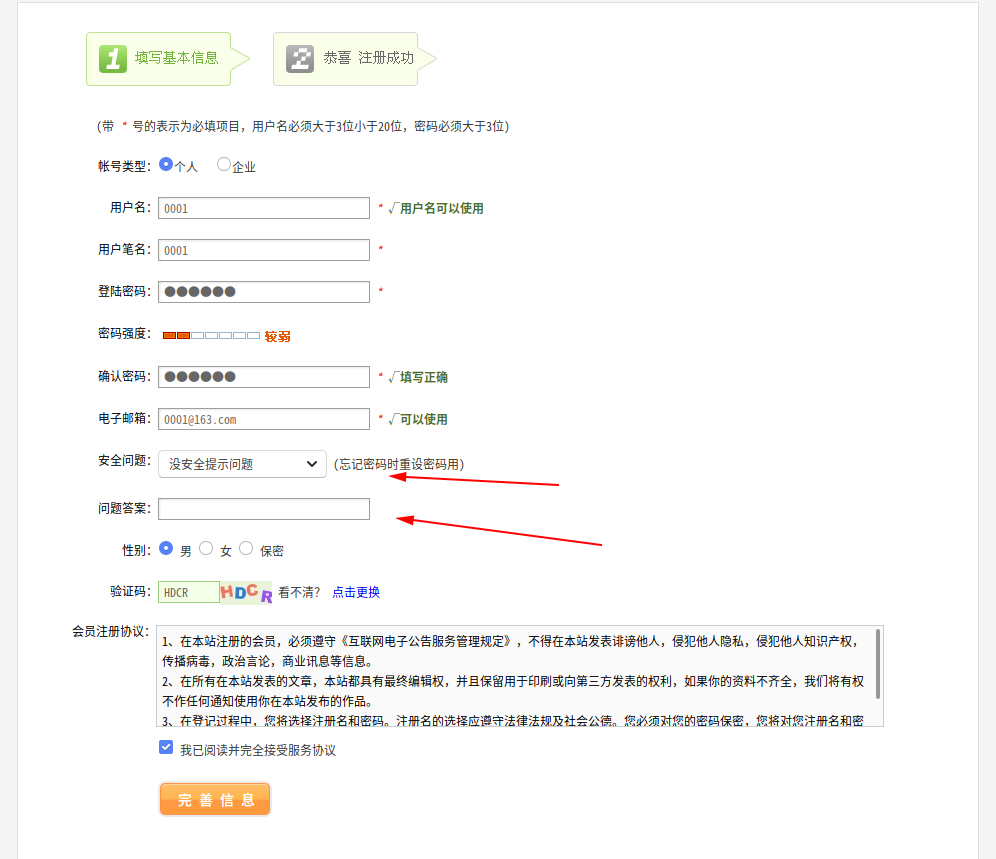 1 填写基本信息 2 恭喜 注册成功
(带 * 号的表示为必填项目，用户名必须大于3位小于20位，密码必须大于3位)
帐号类型： 个人 企业
用户名： 0001 * √用户名可以使用
用户笔名： 0001 *
登陆密码： ●●●●●● *
密码强度： 较弱
确认密码： ●●●●●● * √填写正确
电子邮箱： 0001@163.com * √可以使用
安全问题： 没安全提示问题 (忘记密码时重设密码用)
问题答案：
性别： 男 女 保密
验证码： HDCR HDCR 看不清？ 点击更换
会员注册协议：
1、在本站注册的会员，必须遵守《互联网电子公告服务管理规定》，不得在本站发表诽谤他人，侵犯他人隐私，侵犯他人知识产权，
传播病毒，政治言论，商业讯息等信息。
2、在所有在本站发表的文章，本站都具有最终编辑权，并且保留用于印刷或向第三方发表的权利，如果你的资料不齐全，我们将有权
不作任何通知使用你在本站发布的作品。
3、在登记过程中，您将选择注册名和密码。注册名的选择应遵守法律法规及社会公德。您必须对您的密码保密，您将对您注册名和密
我已阅读并完全接受服务协议
完善信息